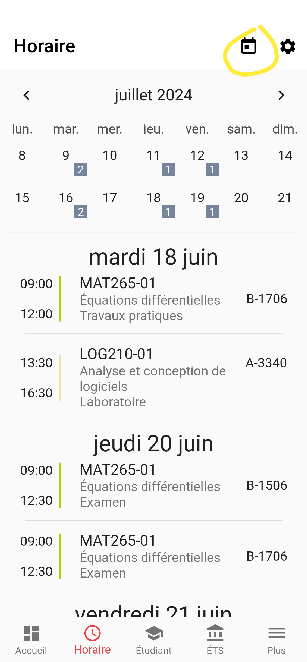 Horaire
juillet 2024
lun. mar. mer. jeu. ven. sam. dim.
8 9 10 11 12 13 14
2 1 1
15 16 17 18 19 20 21
2 1 1
mardi 18 juin
09:00 MAT265-01
Équations différentielles B-1706
12:00 Travaux pratiques
LOG210-01
13:30 Analyse et conception de A-3340
16:30 logiciels
Laboratoire
jeudi 20 juin
09:00 MAT265-01
Équations différentielles B-1506
12:30 Examen
09:00 MAT265-01
Équations différentielles B-1706
12:30 Examen
vendredi 21 juin
Accueil Horaire Étudiant ÉTS Plus